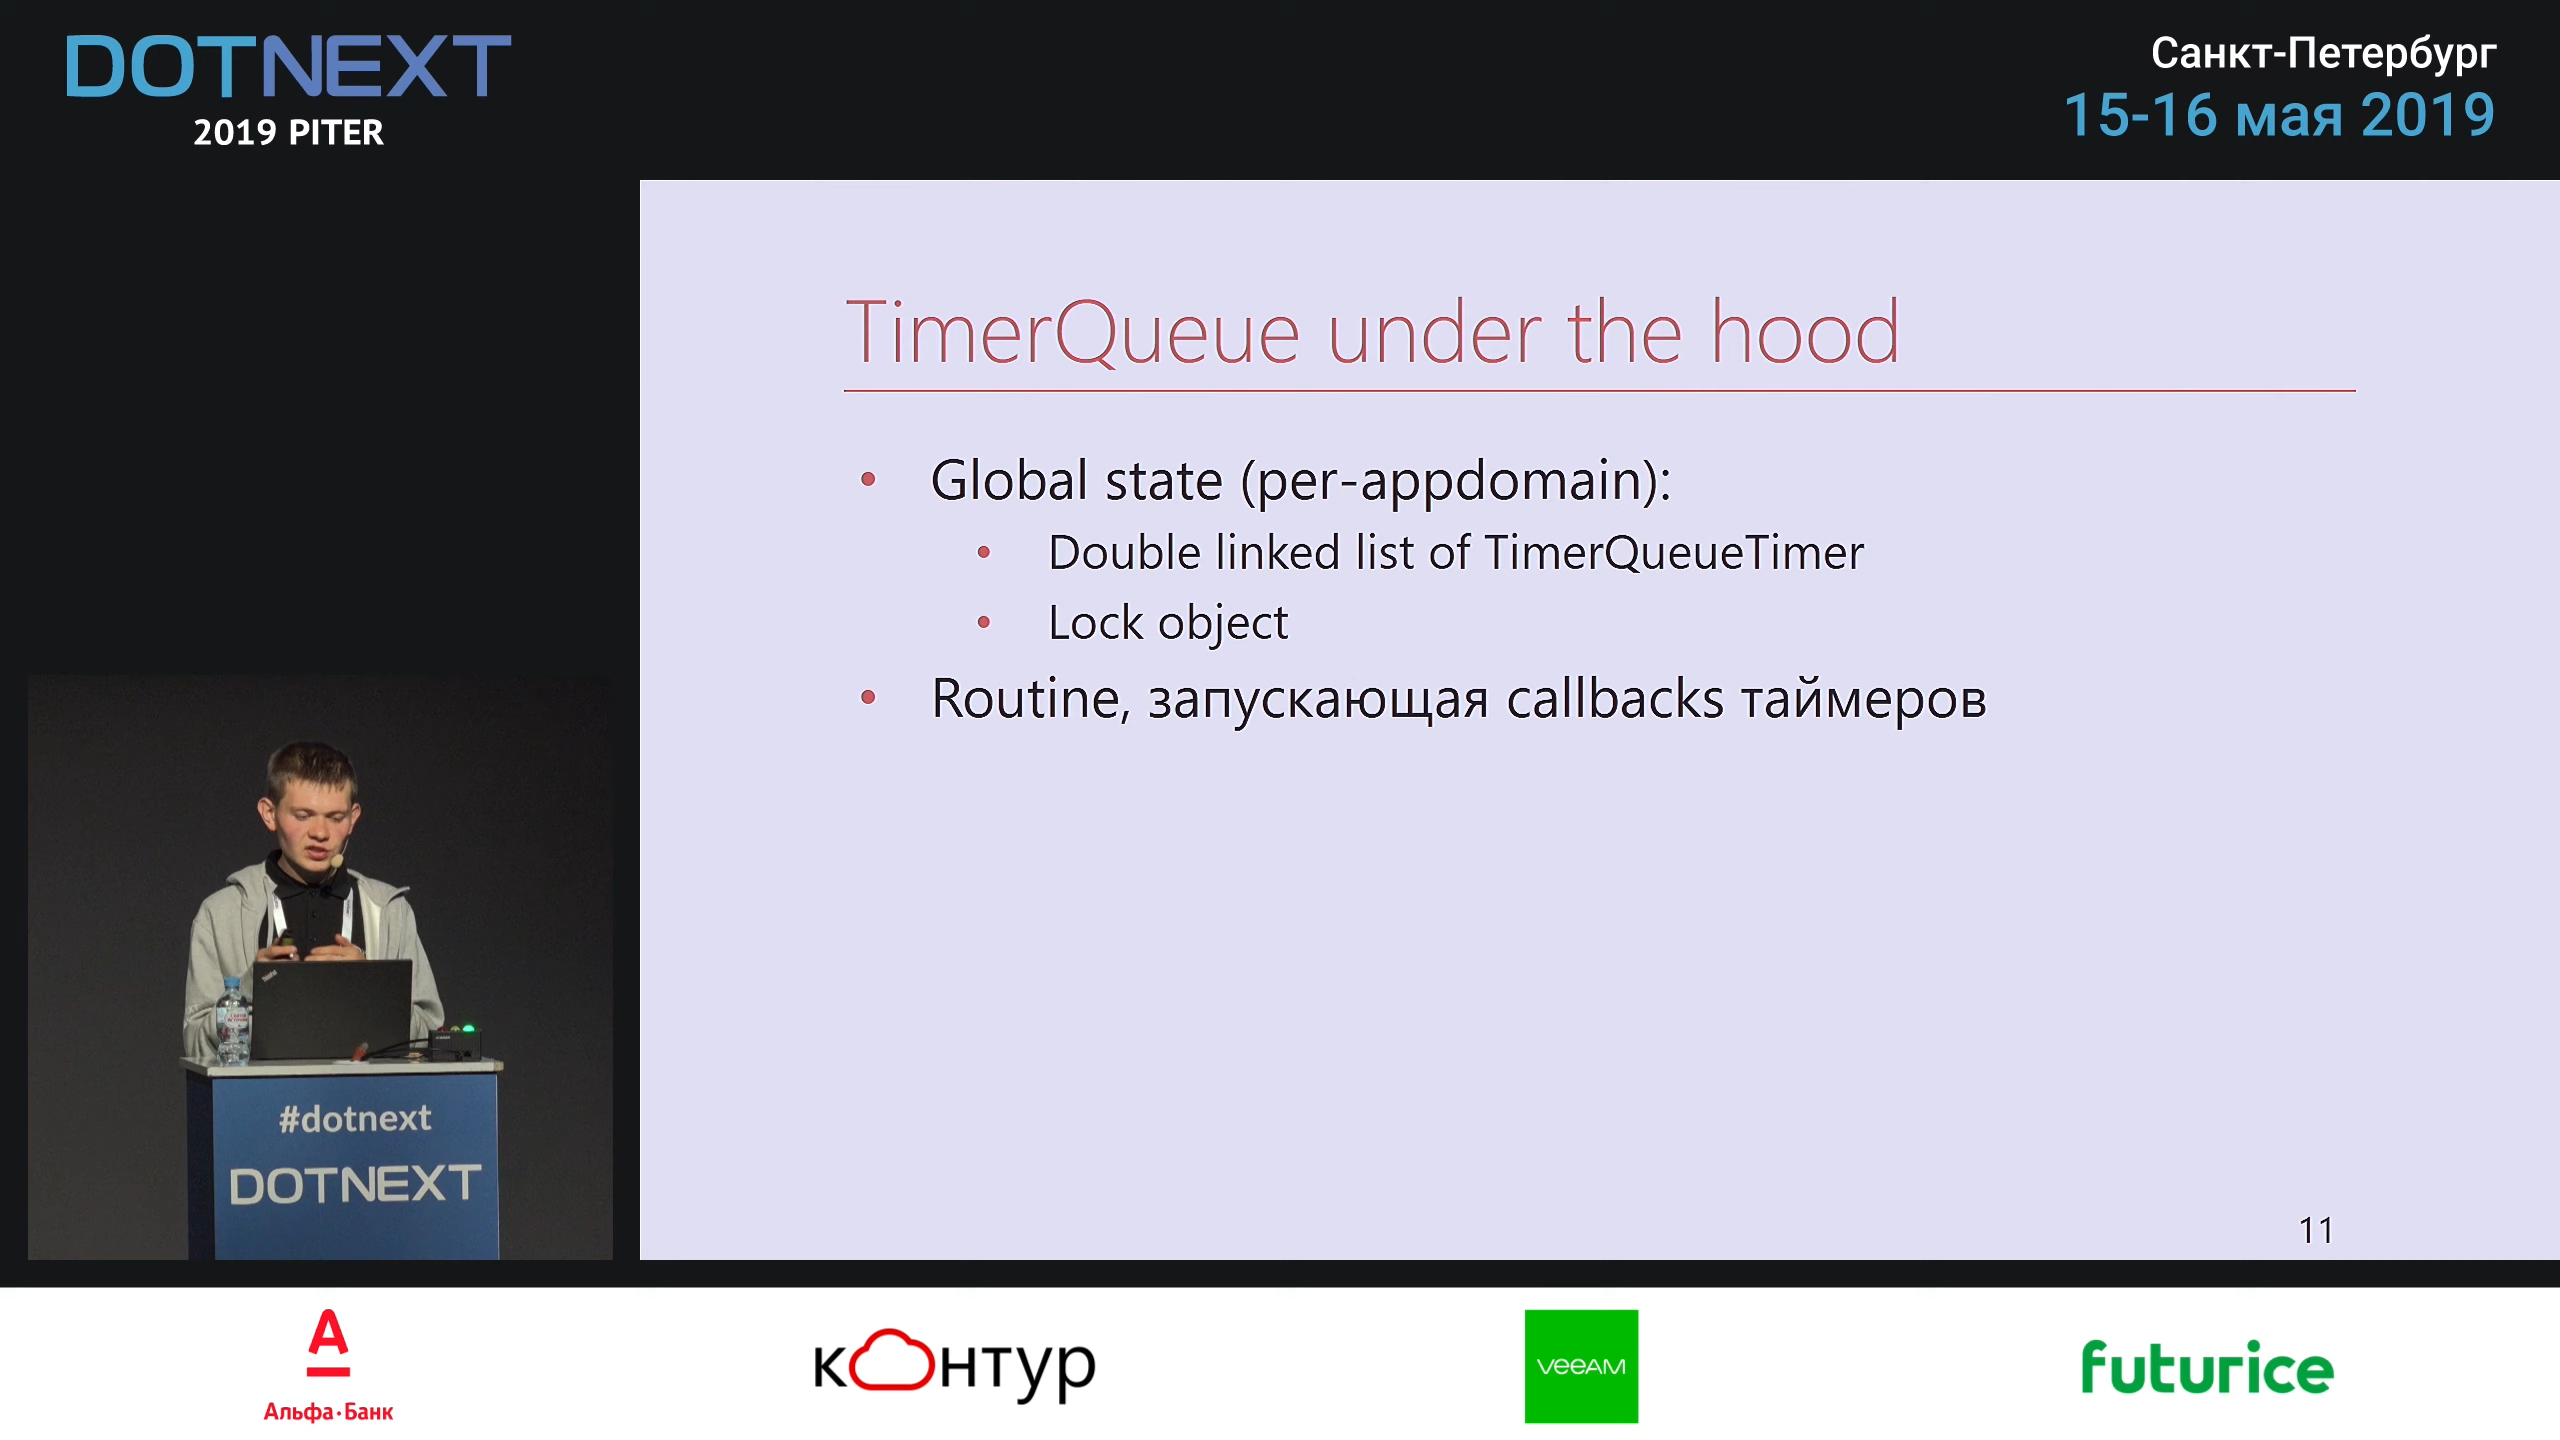 DOTNEXT
2019 PITER
Санкт-Петербург
15-16 мая 2019
TimerQueue under the hood
• Global state (per-appdomain):
• Double linked list of TimerQueueTimer
• Lock object
• Routine, запускающая callbacks таймеров
11
ThinkPad
#dotnext
DOTNEXT
Альфа·Банк
контур
veeAM
futurice